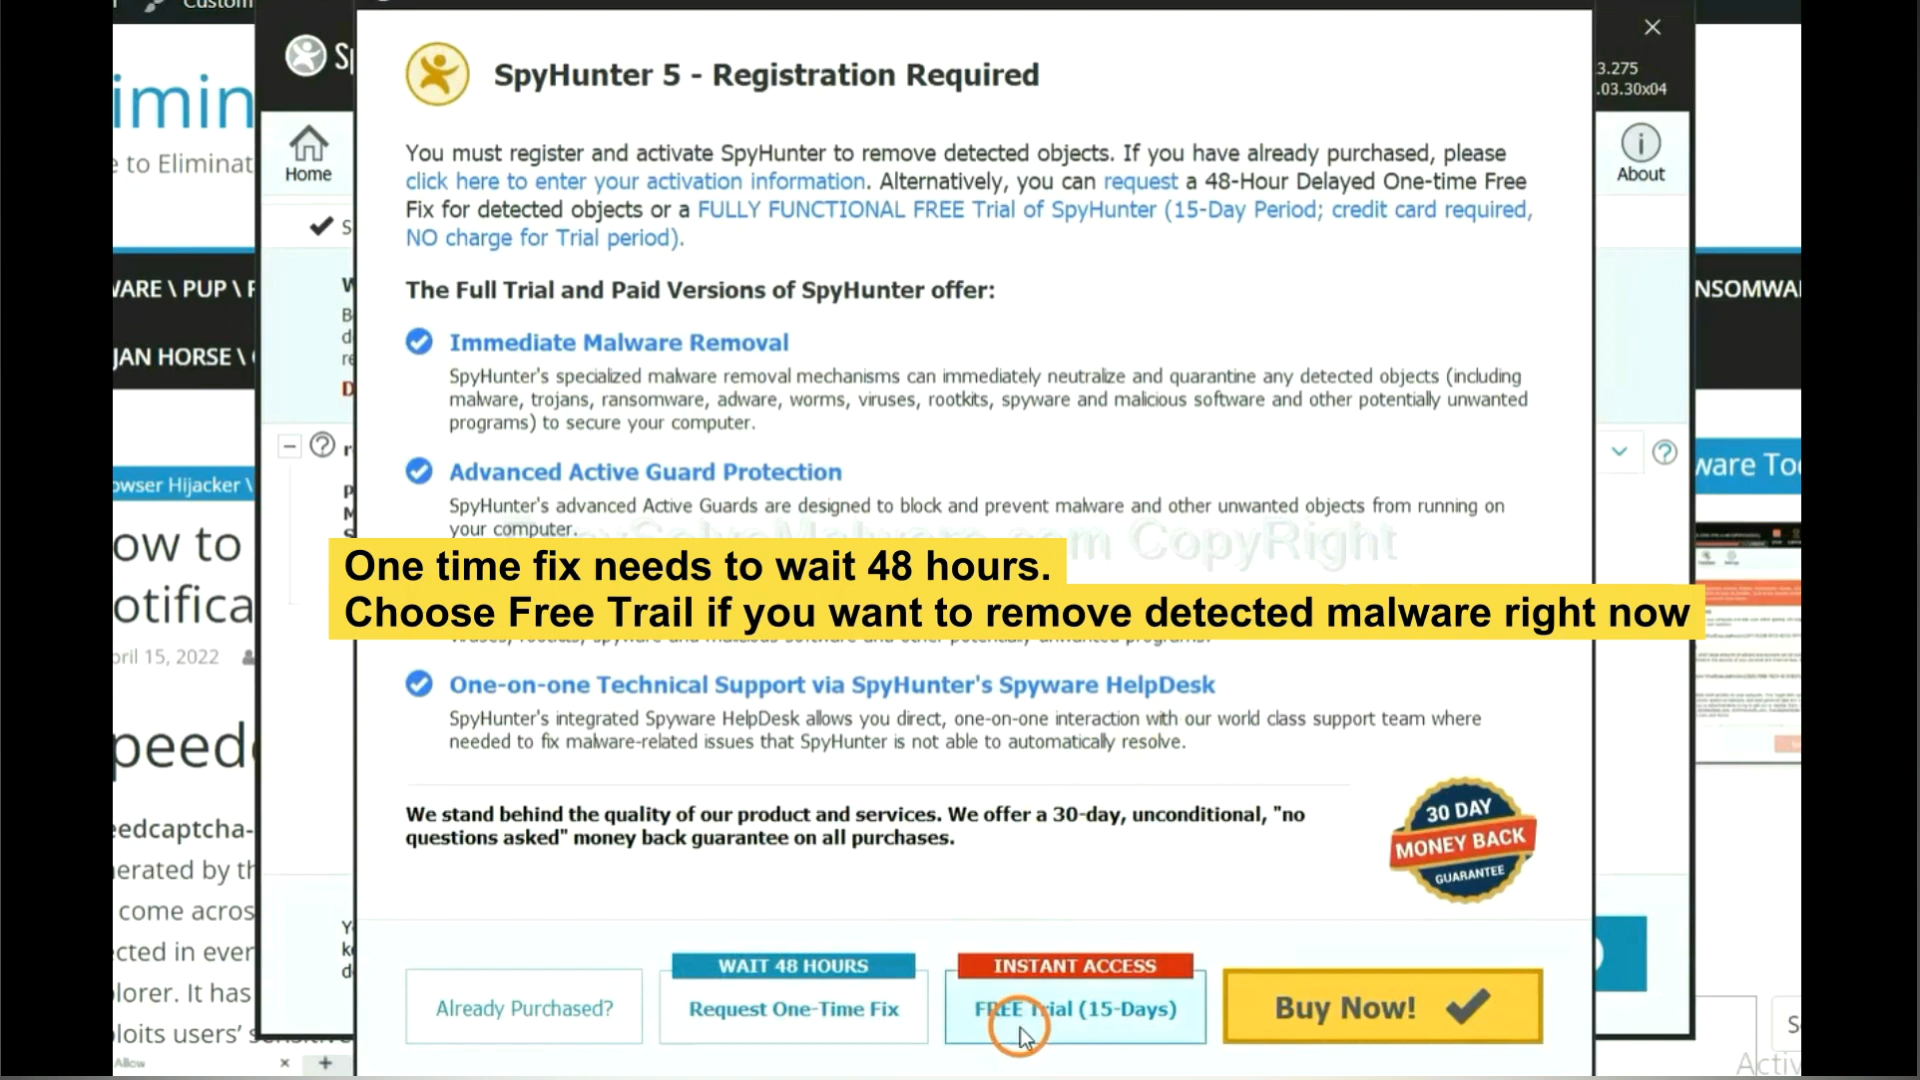 Custom
SpyHunter 5 - Registration Required
3.275
.03.30x04
imin
e to Eliminat
Home
About
You must register and activate SpyHunter to remove detected objects. If you have already purchased, please
click here to enter your activation information. Alternatively, you can request a 48-Hour Delayed One-time Free
Fix for detected objects or a FULLY FUNCTIONAL FREE Trial of SpyHunter (15-Day Period; credit card required,
NO charge for Trial period).
WARE \ PUP \
NSOMWA
The Full Trial and Paid Versions of SpyHunter offer:
JAN HORSE \
Immediate Malware Removal
SpyHunter's specialized malware removal mechanisms can immediately neutralize and quarantine any detected objects (including
malware, trojans, ransomware, adware, worms, viruses, rootkits, spyware and malicious software and other potentially unwanted
programs) to secure your computer.
owser Hijacker \
ware Too
Advanced Active Guard Protection
SpyHunter's advanced Active Guards are designed to block and prevent malware and other unwanted objects from running on
your computer.
CopyRight
ow to
One time fix needs to wait 48 hours.
Choose Free Trail if you want to remove detected malware right now
otifica
pril 15, 2022
One-on-one Technical Support via SpyHunter's Spyware HelpDesk
SpyHunter's integrated Spyware HelpDesk allows you direct, one-on-one interaction with our world class support team where
needed to fix malware-related issues that SpyHunter is not able to automatically resolve.
peedc
We stand behind the quality of our product and services. We offer a 30-day, unconditional, "no
questions asked" money back guarantee on all purchases.
30 DAY
MONEY BACK
GUARANTEE
eedcaptcha-
erated by th
come acros
cted in ever
lorer. It has
ploits users'
WAIT 48 HOURS
INSTANT ACCESS
Already Purchased?
Request One-Time Fix
FREE Trial (15-Days)
Buy Now!
Allow
Activ